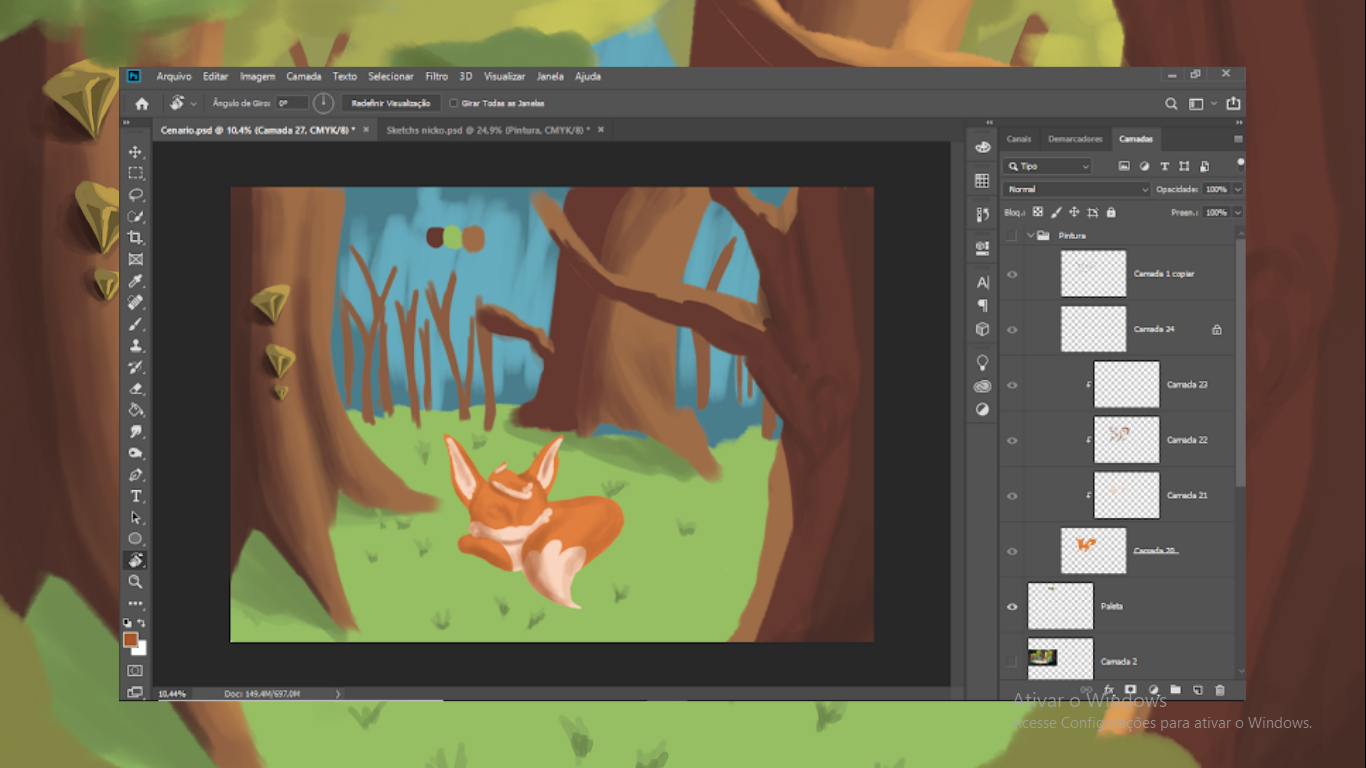 Ps
Arquivo Editar Imagem Camada Texto Selecionar Filtro 3D Visualizar Janela Ajuda
Ângulo de Giro: 0° Redefinir Visualização Girar Todas as Janelas
Cenario.psd @ 10,4% (Camada 27, CMYK/8) * × Sketchs nicko.psd @ 24,9% (Pintura, CMYK/8) * ×
Canais Demarcadores Camadas
Tipo
Normal Opacidade: 100%
Bloq.: Preen.: 100%
Pintura
Camada 1 copiar
Camada 24
Camada 23
Camada 22
Camada 21
Camada 20
Paleta
Camada 2
10,44% Doc: 149,4M/697,0M
Ativar o Windows
Acesse Configurações para ativar o Windows.